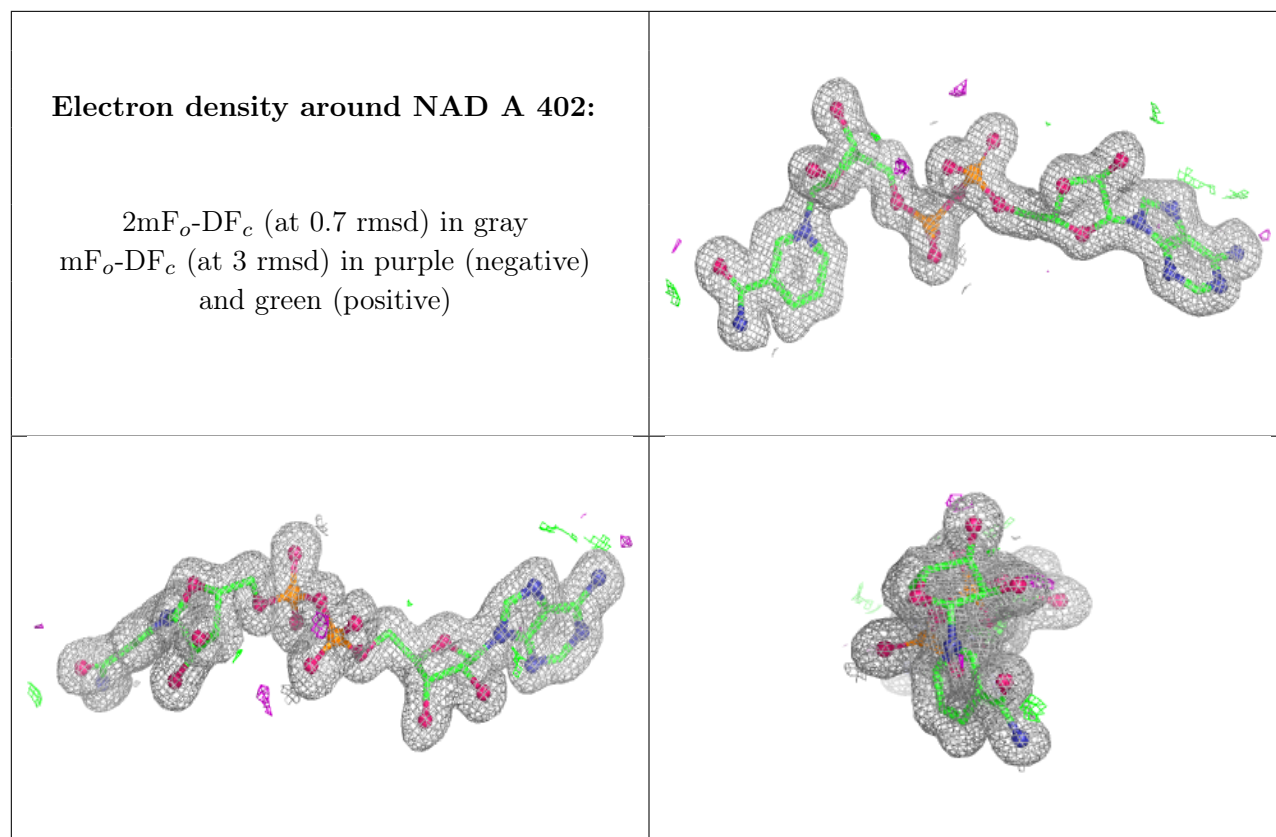 Electron density around NAD A 402:
2mFo-DFc (at 0.7 rmsd) in gray
mFo-DFc (at 3 rmsd) in purple (negative)
and green (positive)